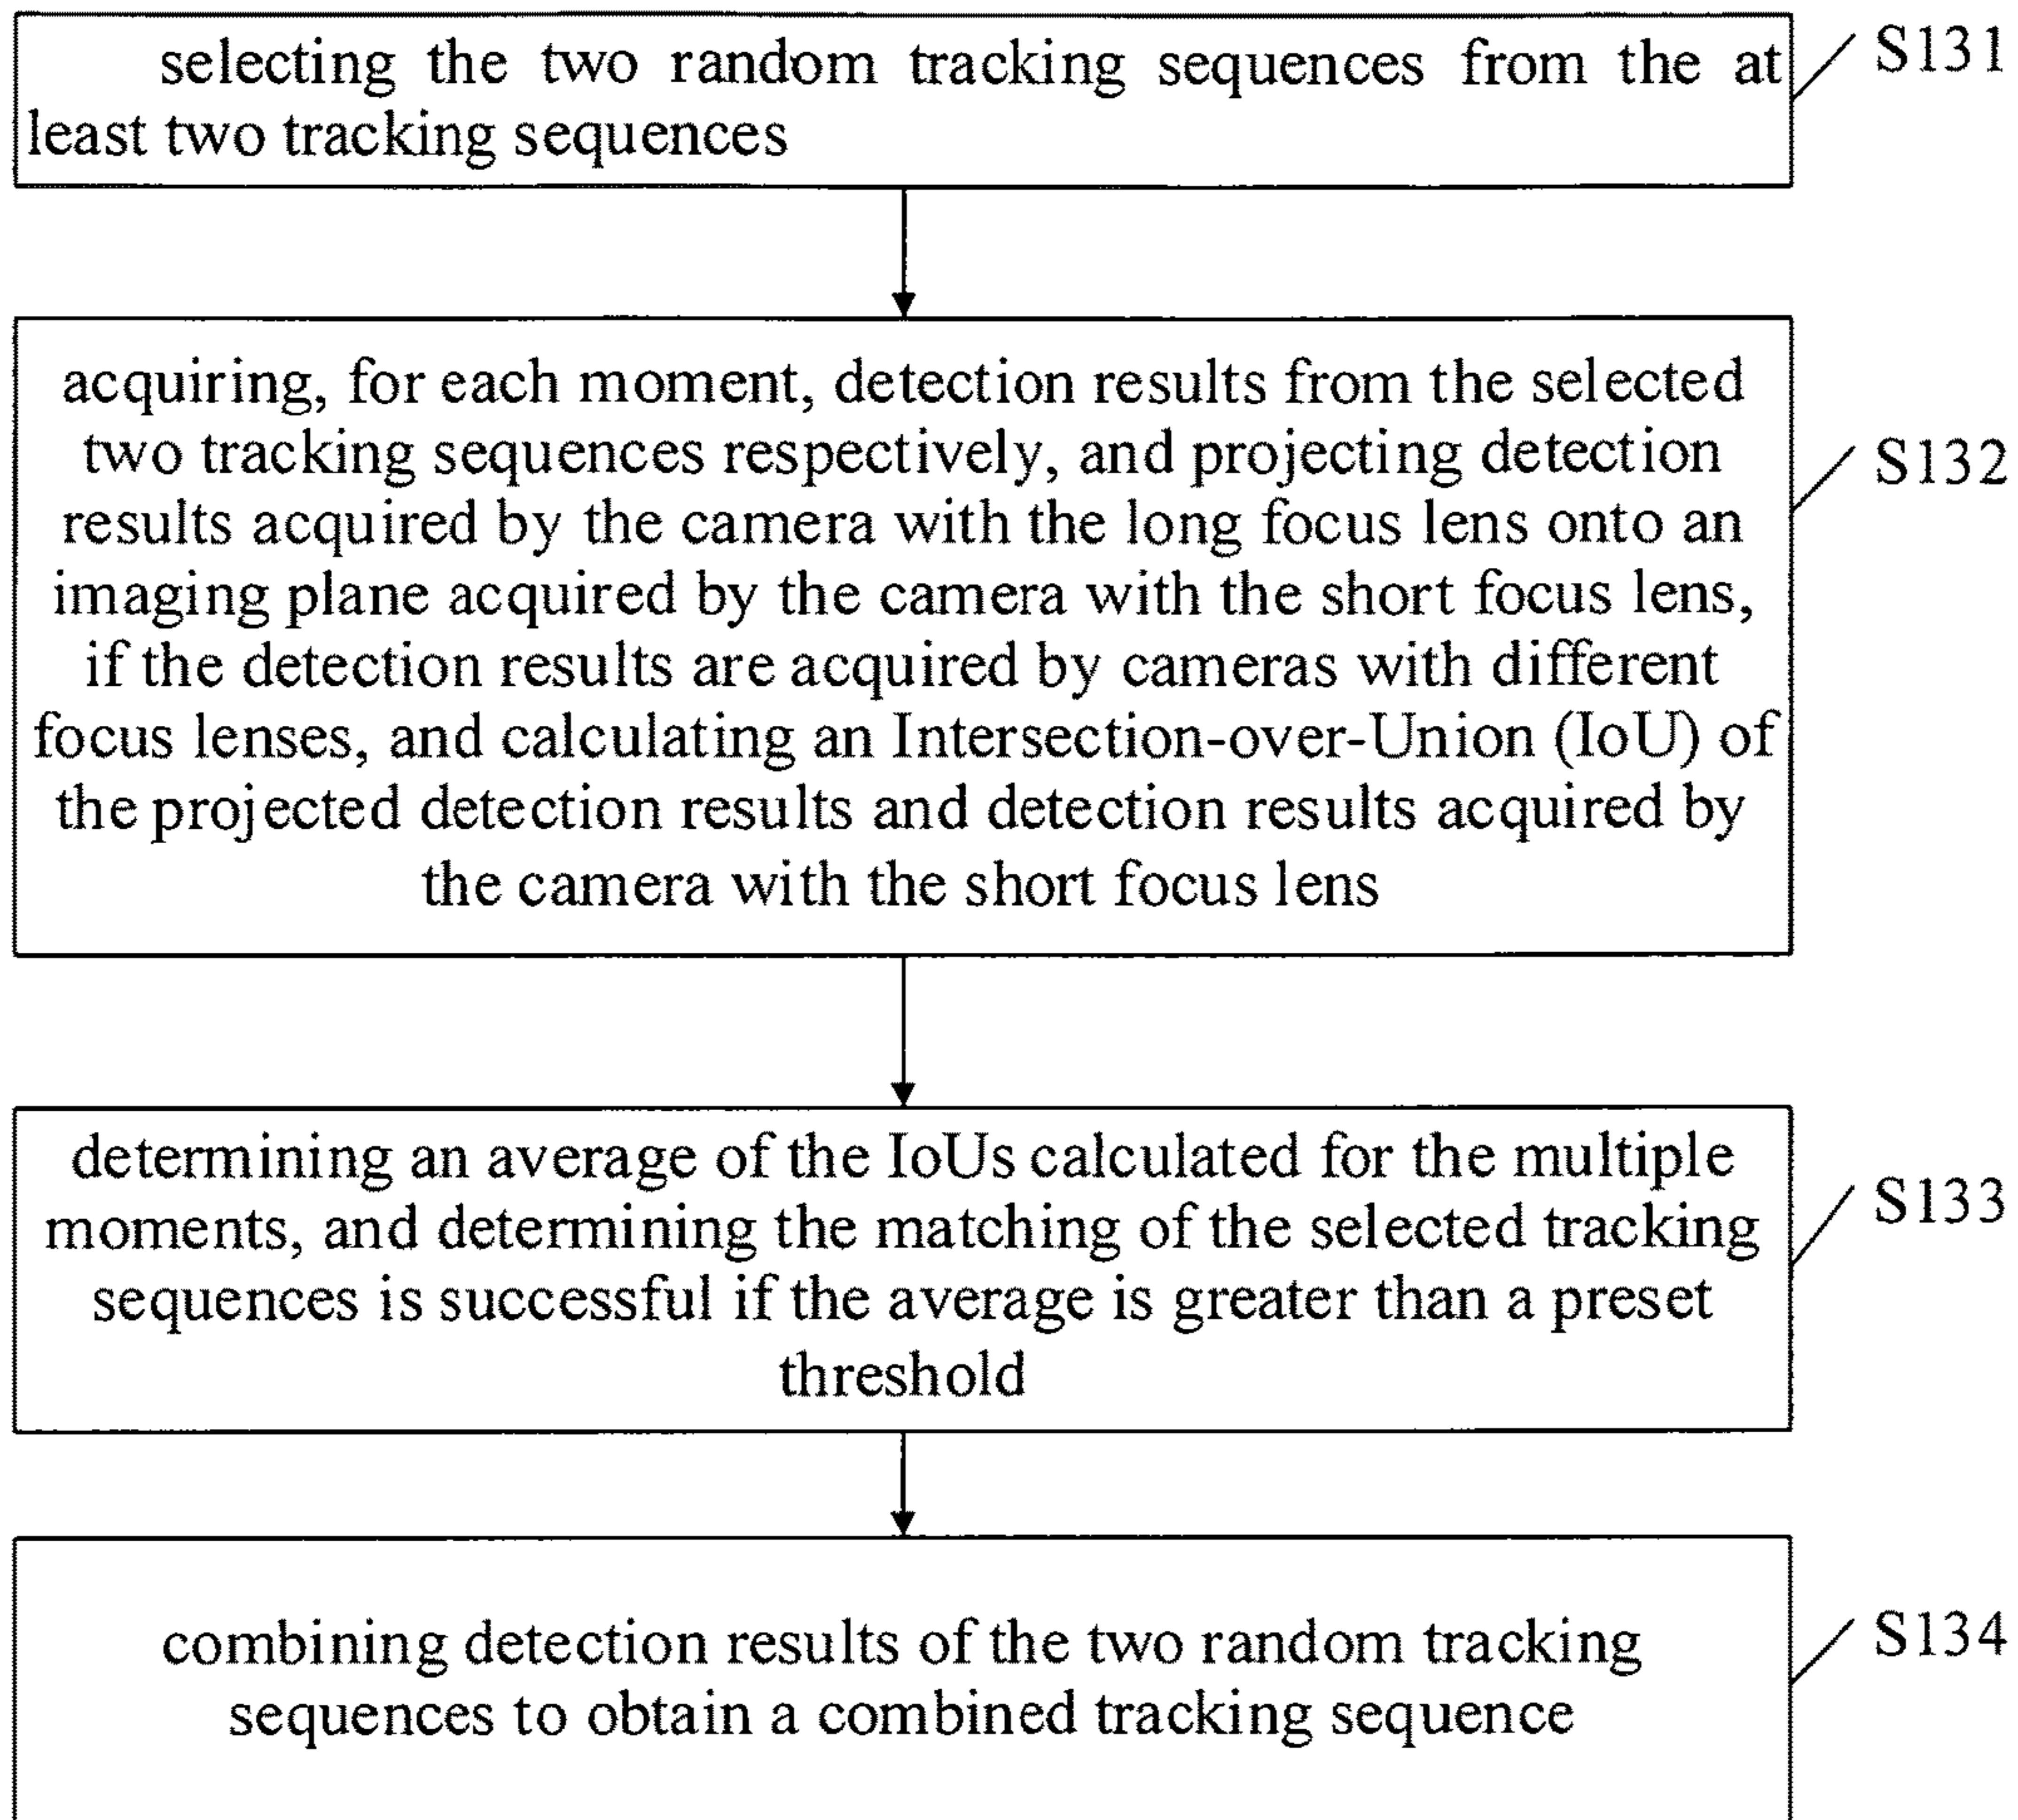 selecting the two random tracking sequences from the at
least two tracking sequences
S131
acquiring, for each moment, detection results from the selected
two tracking sequences respectively, and projecting detection
results acquired by the camera with the long focus lens onto an
imaging plane acquired by the camera with the short focus lens,
if the detection results are acquired by cameras with different
focus lenses, and calculating an Intersection-over-Union (IoU) of
the projected detection results and detection results acquired by
the camera with the short focus lens
S132
determining an average of the IoUs calculated for the multiple
moments, and determining the matching of the selected tracking
sequences is successful if the average is greater than a preset
threshold
S133
combining detection results of the two random tracking
sequences to obtain a combined tracking sequence
S134